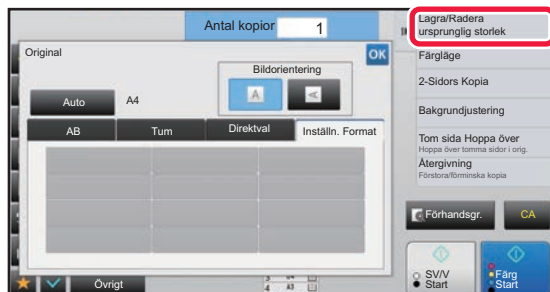 Antal kopior 1
Lagra/Radera
ursprunglig storlek
Original
OK
Bildorientering
A
A
Auto A4
AB Tum Direktval Inställn. Format
Färgläge
2-Sidors Kopia
Bakgrundjustering
Tom sida Hoppa över
Hoppa över tomma sidor i orig.
Återgivning
Förstora/förminska kopia
Förhandsgr. CA
SV/V
Start
Färg
Start
Övrigt
4 A3